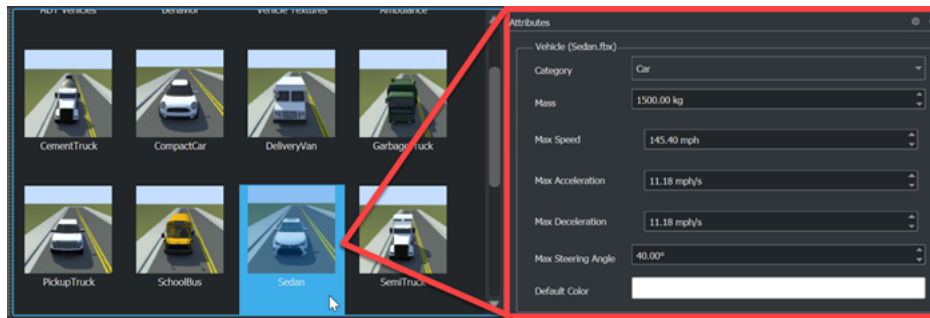 ADT Vehicles Behavior Vehicle Textures Ambulance
CementTruck CompactCar DeliveryVan GarbageTruck
PickupTruck SchoolBus Sedan SemiTruck
Attributes
Vehicle (Sedan.fbx)
Category Car
Mass 1500.00 kg
Max Speed 145.40 mph
Max Acceleration 11.18 mph/s
Max Deceleration 11.18 mph/s
Max Steering Angle 40.00°
Default Color